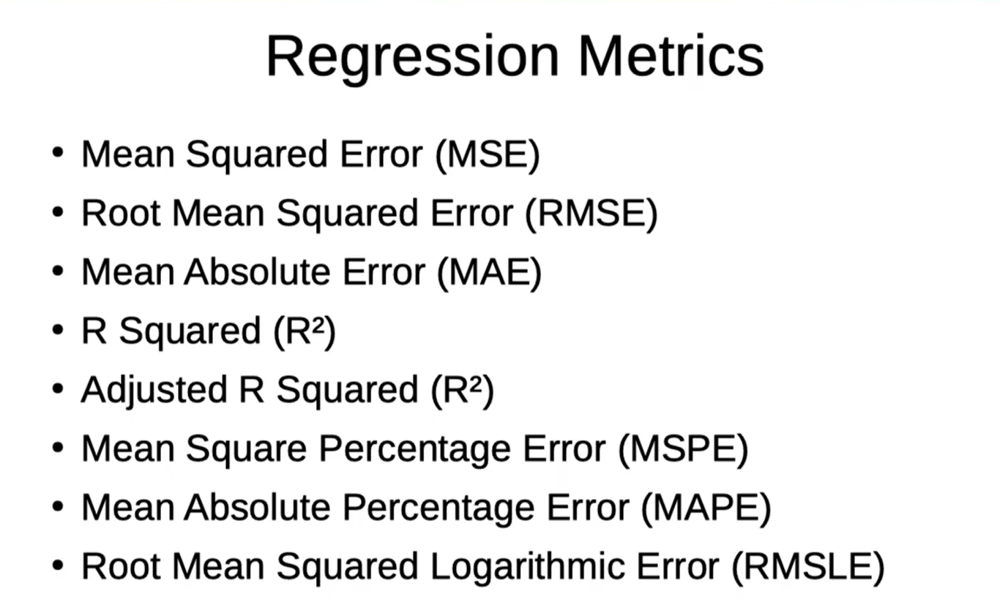 Regression Metrics
• Mean Squared Error (MSE)
• Root Mean Squared Error (RMSE)
• Mean Absolute Error (MAE)
• R Squared (R²)
• Adjusted R Squared (R²)
• Mean Square Percentage Error (MSPE)
• Mean Absolute Percentage Error (MAPE)
• Root Mean Squared Logarithmic Error (RMSLE)